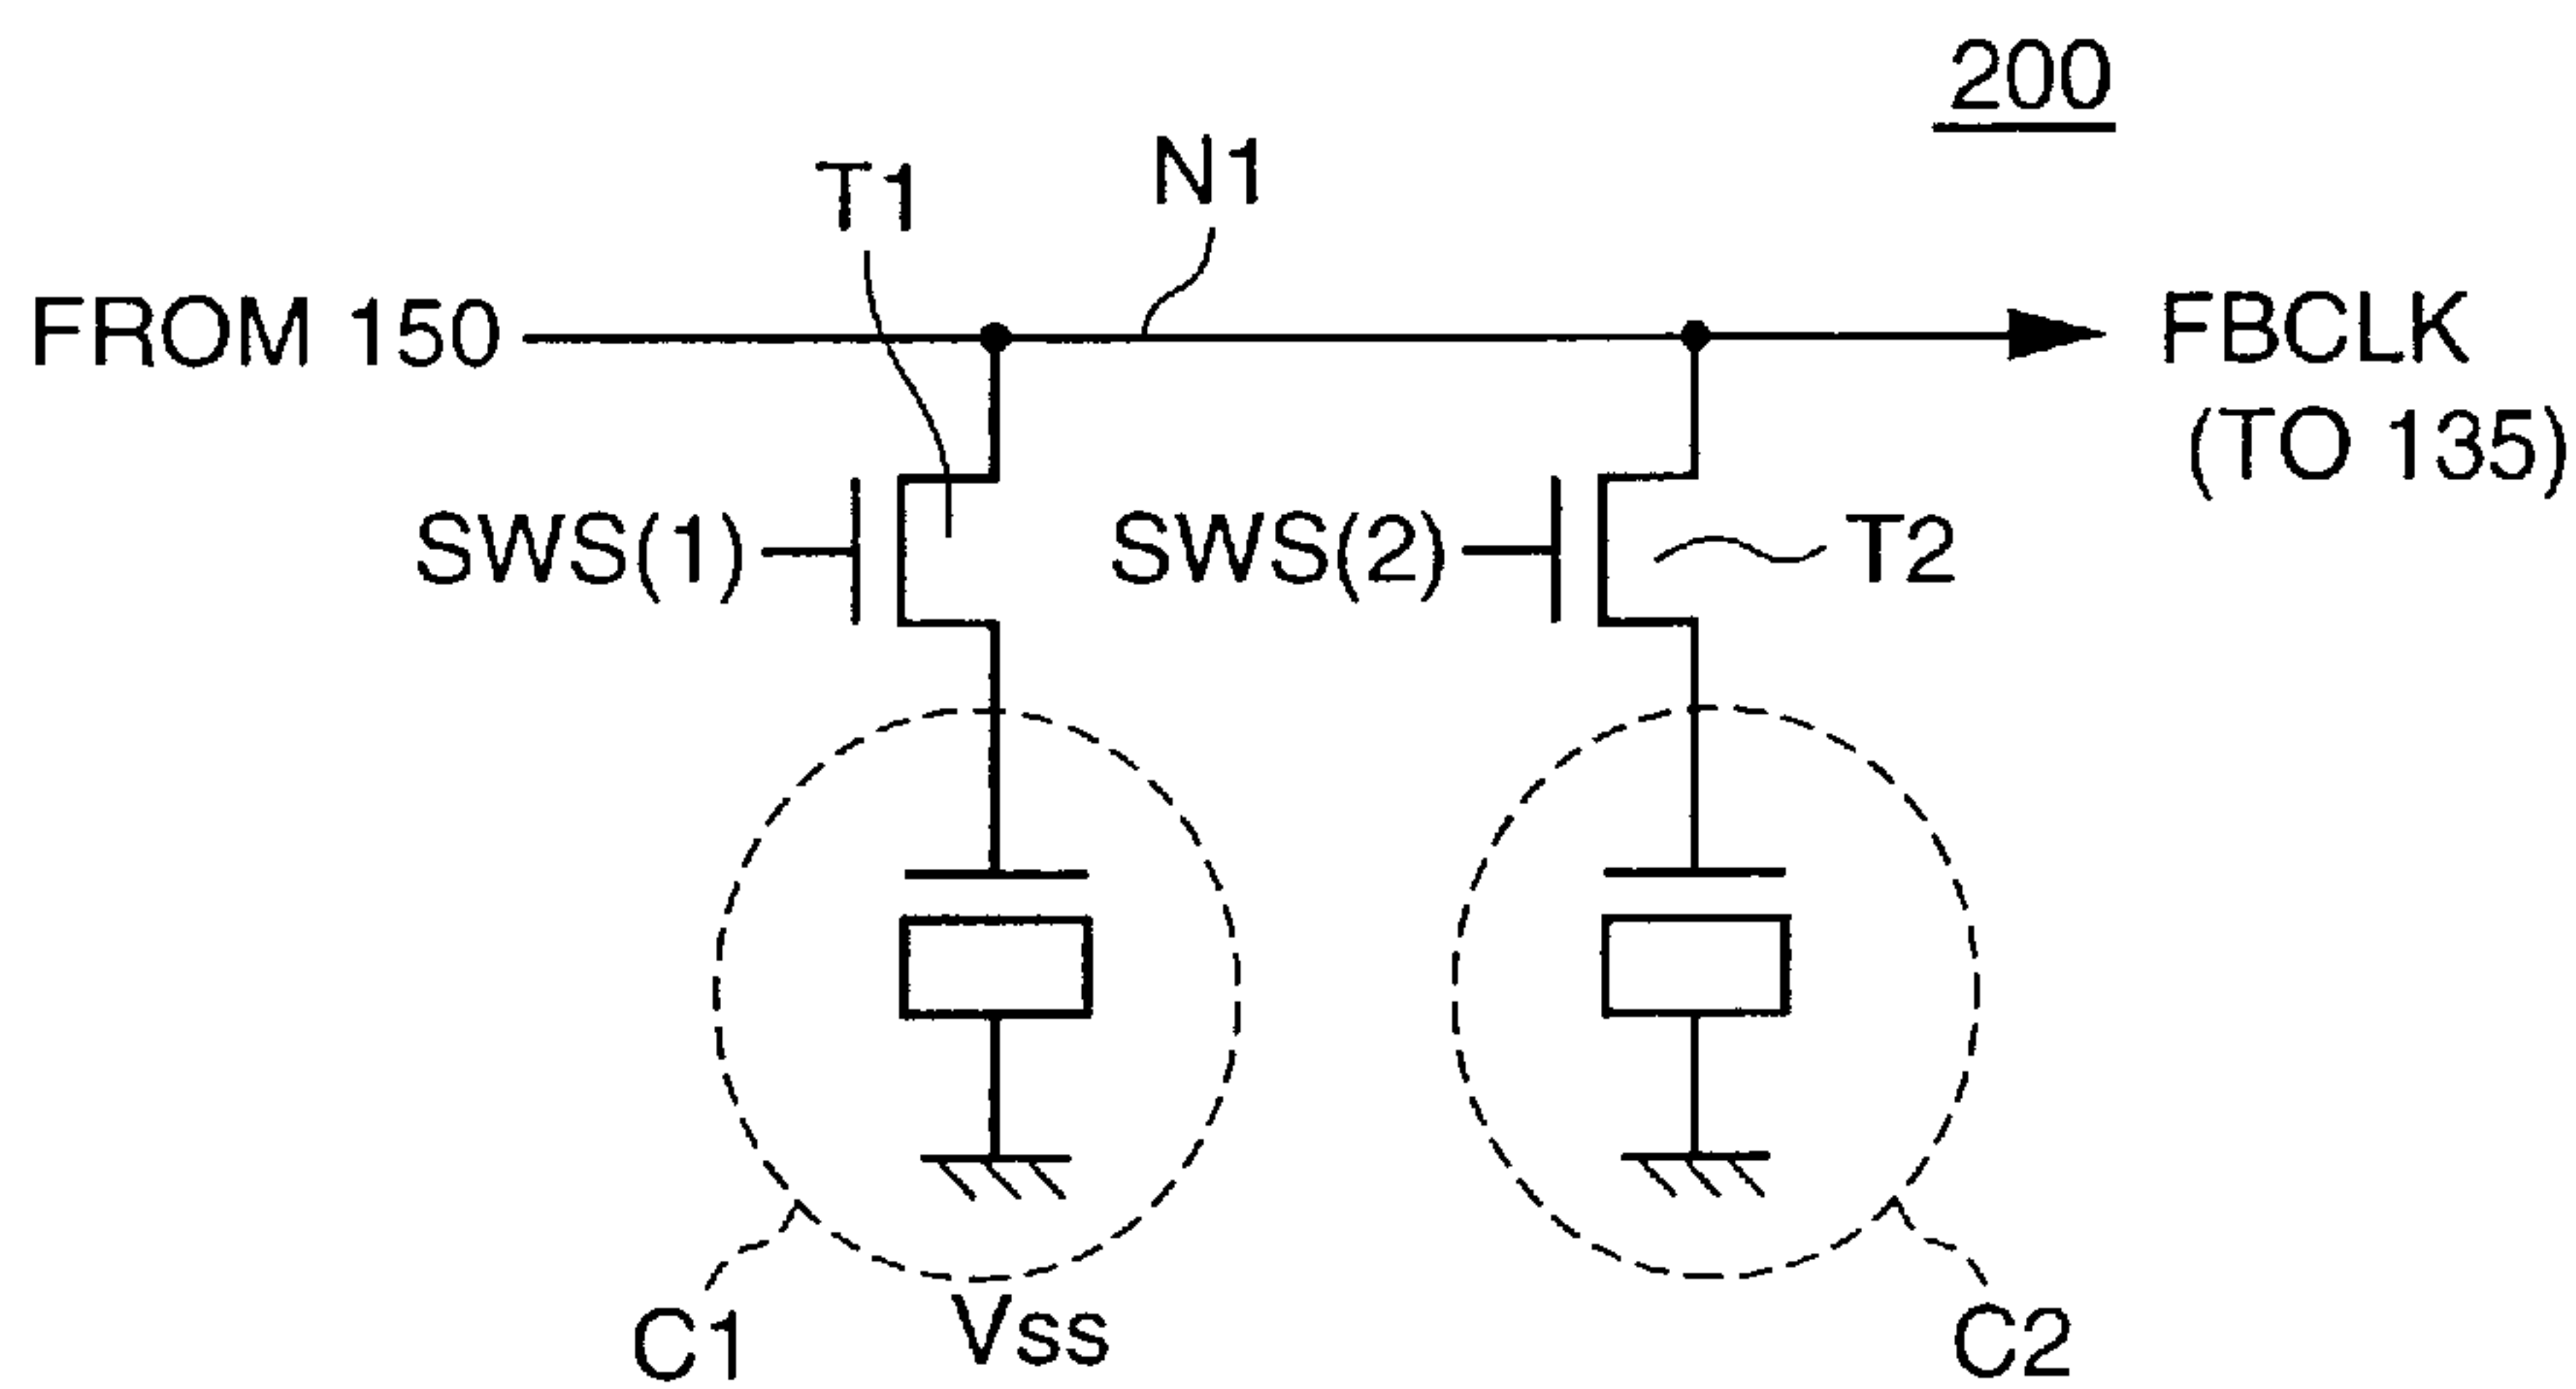 200
T1
N1
FROM 150
FBCLK
(TO 135)
SWS(1)
SWS(2)
T2
C1
Vss
C2